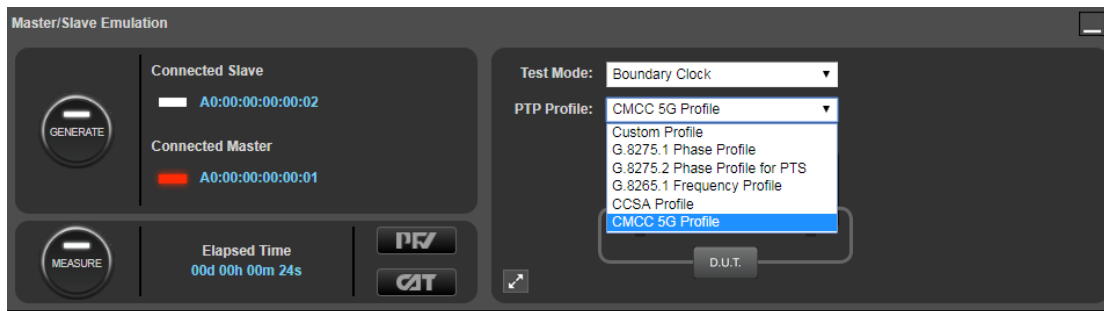 Master/Slave Emulation
GENERATE
Connected Slave
A0:00:00:00:00:02
Connected Master
A0:00:00:00:00:01
MEASURE
Elapsed Time
00d 00h 00m 24s
PFV
CAT
Test Mode:
Boundary Clock
PTP Profile:
CMCC 5G Profile
Custom Profile
G.8275.1 Phase Profile
G.8275.2 Phase Profile for PTS
G.8265.1 Frequency Profile
CCSA Profile
CMCC 5G Profile
D.U.T.